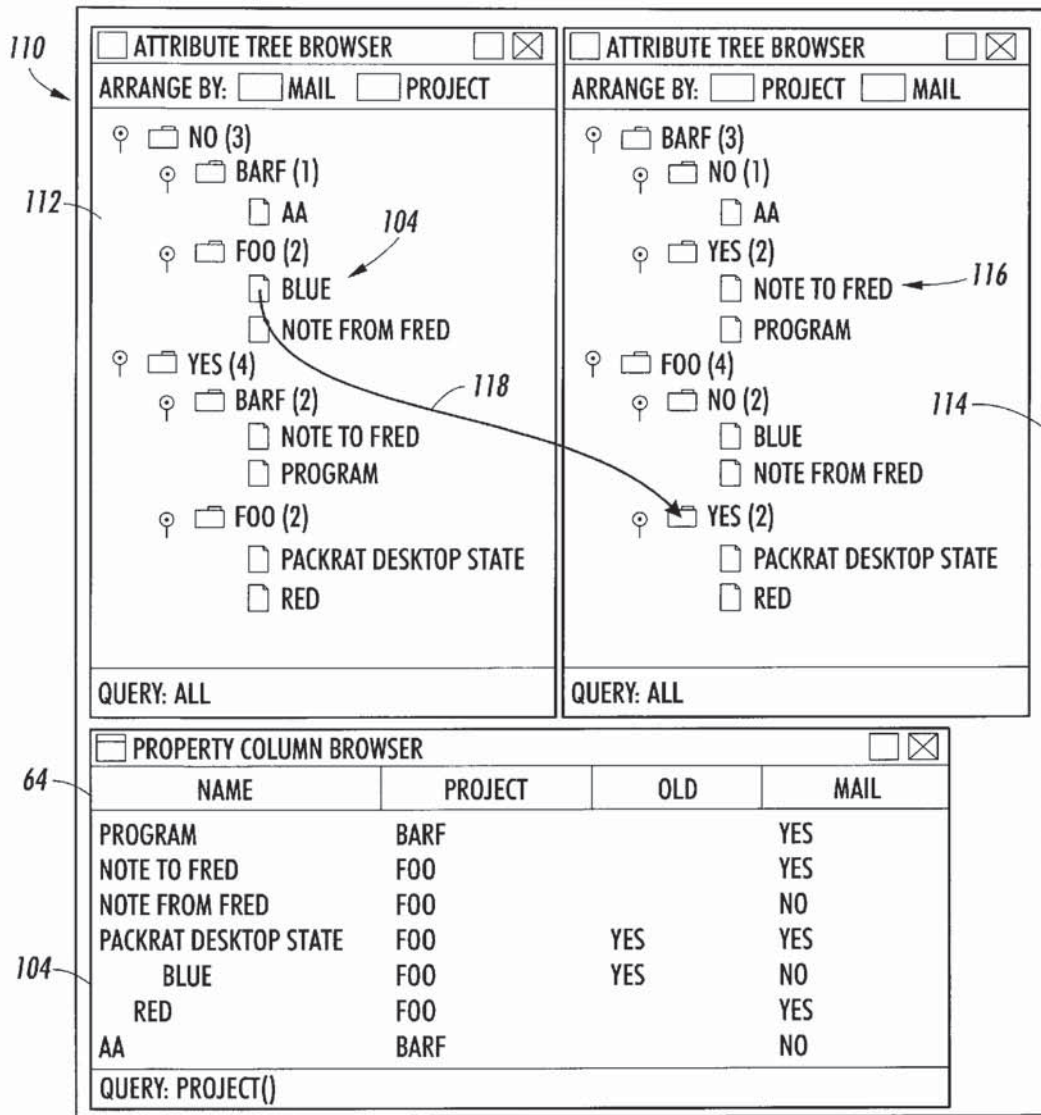 110
ATTRIBUTE TREE BROWSER
ARRANGE BY: MAIL PROJECT
NO (3)
BARF (1)
112
AA
104
FOO (2)
BLUE
NOTE FROM FRED
YES (4)
118
BARF (2)
NOTE TO FRED
PROGRAM
FOO (2)
PACKRAT DESKTOP STATE
RED
QUERY: ALL
ATTRIBUTE TREE BROWSER
ARRANGE BY: PROJECT MAIL
BARF (3)
NO (1)
AA
YES (2)
NOTE TO FRED 116
PROGRAM
FOO (4)
NO (2)
114
BLUE
NOTE FROM FRED
YES (2)
PACKRAT DESKTOP STATE
RED
QUERY: ALL
PROPERTY COLUMN BROWSER
64
NAME PROJECT OLD MAIL
PROGRAM BARF YES
NOTE TO FRED FOO YES
NOTE FROM FRED FOO NO
PACKRAT DESKTOP STATE FOO YES YES
104
BLUE FOO YES NO
RED FOO YES
AA BARF NO
QUERY: PROJECT()